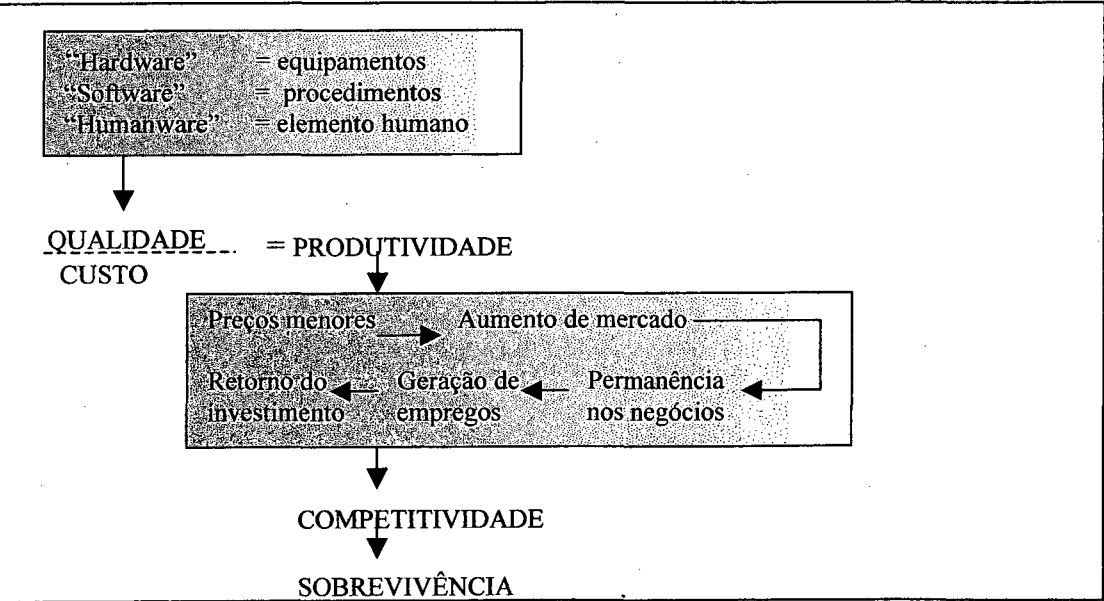 “Hardware” = equipamentos
“Software” = procedimentos
“Humanware” = elemento humano
QUALIDADE = PRODUTIVIDADE
CUSTO
Preços menores Aumento de mercado
Retorno do Geração de Permanência
investimento empregos nos negócios
COMPETITIVIDADE
SOBREVIVÊNCIA